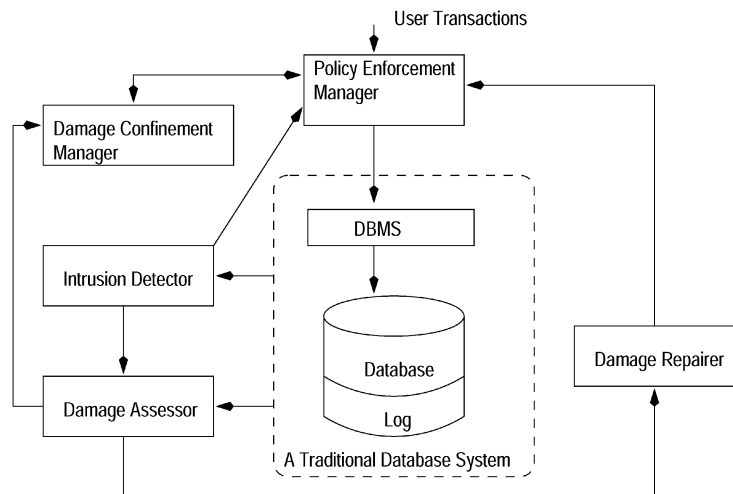 User Transactions
Policy Enforcement
Manager
Damage Confinement
Manager
DBMS
Intrusion Detector
Database
Damage Repairer
Damage Assessor
Log
A Traditional Database System